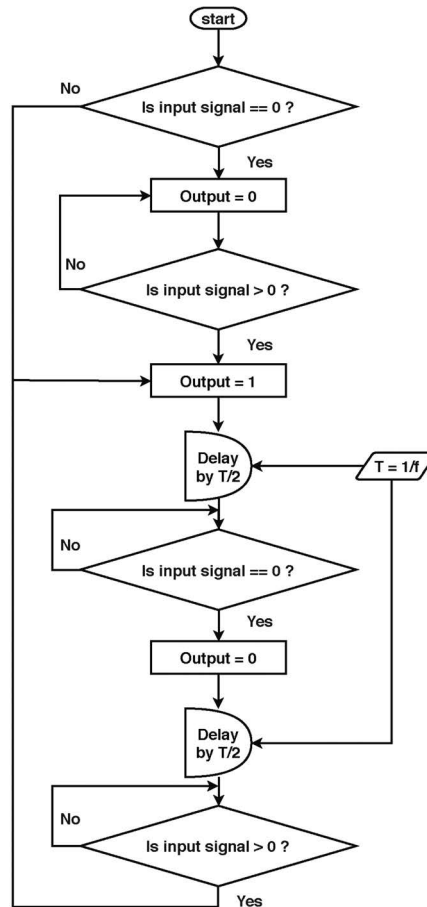 start
No
Is input signal == 0 ?
Yes
Output = 0
No
Is input signal > 0 ?
Yes
Output = 1
Delay
by T/2
T = 1/f
No
Is input signal == 0 ?
Yes
Output = 0
Delay
by T/2
No
Is input signal > 0 ?
Yes